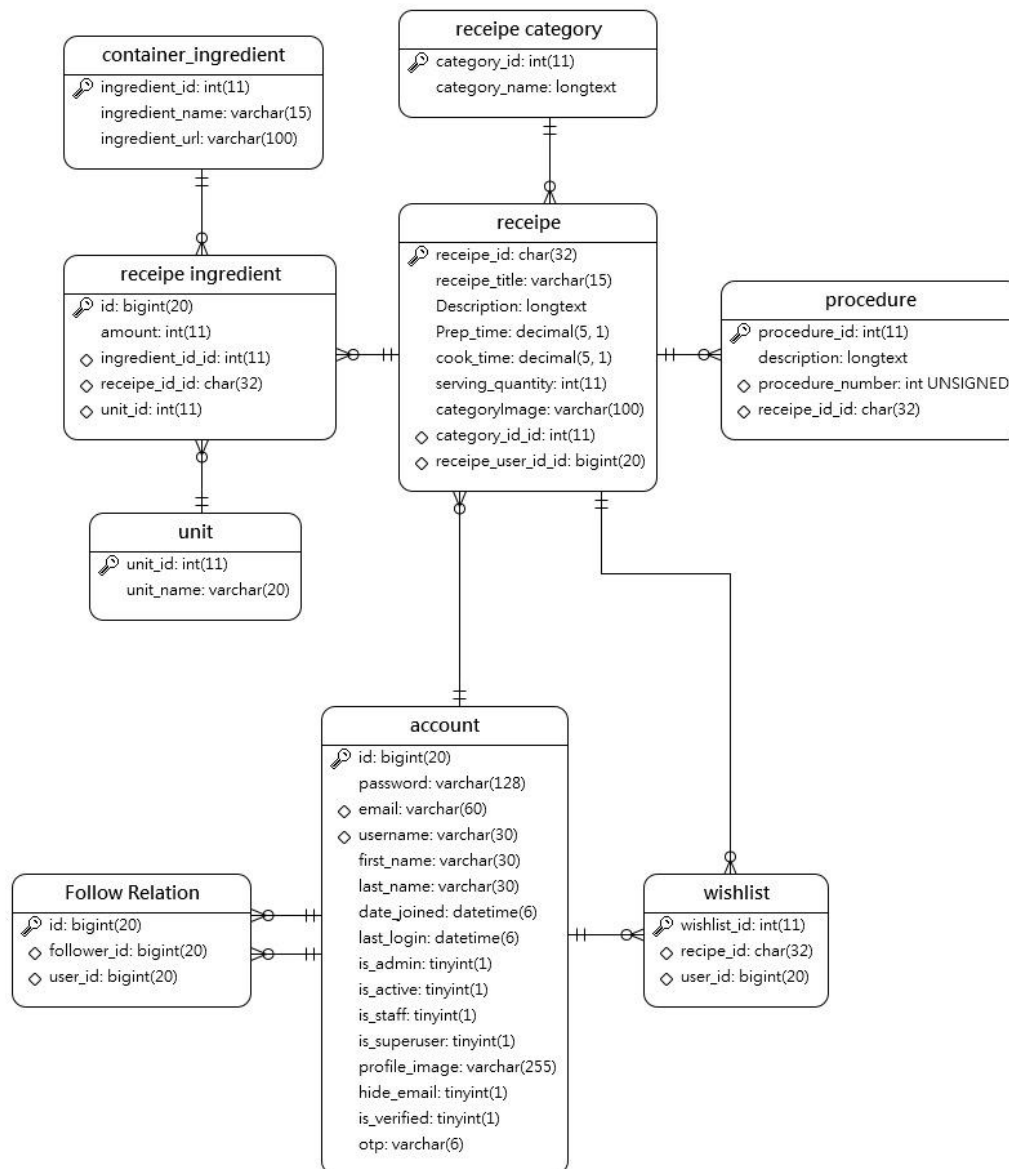 container_ingredient
ingredient_id: int(11)
ingredient_name: varchar(15)
ingredient_url: varchar(100)
receipe category
category_id: int(11)
category_name: longtext
receipe ingredient
id: bigint(20)
amount: int(11)
ingredient_id_id: int(11)
receipe_id_id: char(32)
unit_id: int(11)
receipe
receipe_id: char(32)
receipe_title: varchar(15)
Description: longtext
Prep_time: decimal(5, 1)
cook_time: decimal(5, 1)
serving_quantity: int(11)
categoryImage: varchar(100)
category_id_id: int(11)
receipe_user_id_id: bigint(20)
procedure
procedure_id: int(11)
description: longtext
procedure_number: int UNSIGNED
receipe_id_id: char(32)
unit
unit_id: int(11)
unit_name: varchar(20)
account
id: bigint(20)
password: varchar(128)
email: varchar(60)
username: varchar(30)
first_name: varchar(30)
last_name: varchar(30)
date_joined: datetime(6)
last_login: datetime(6)
is_admin: tinyint(1)
is_active: tinyint(1)
is_staff: tinyint(1)
is_superuser: tinyint(1)
profile_image: varchar(255)
hide_email: tinyint(1)
is_verified: tinyint(1)
otp: varchar(6)
Follow Relation
id: bigint(20)
follower_id: bigint(20)
user_id: bigint(20)
wishlist
wishlist_id: int(11)
recipe_id: char(32)
user_id: bigint(20)